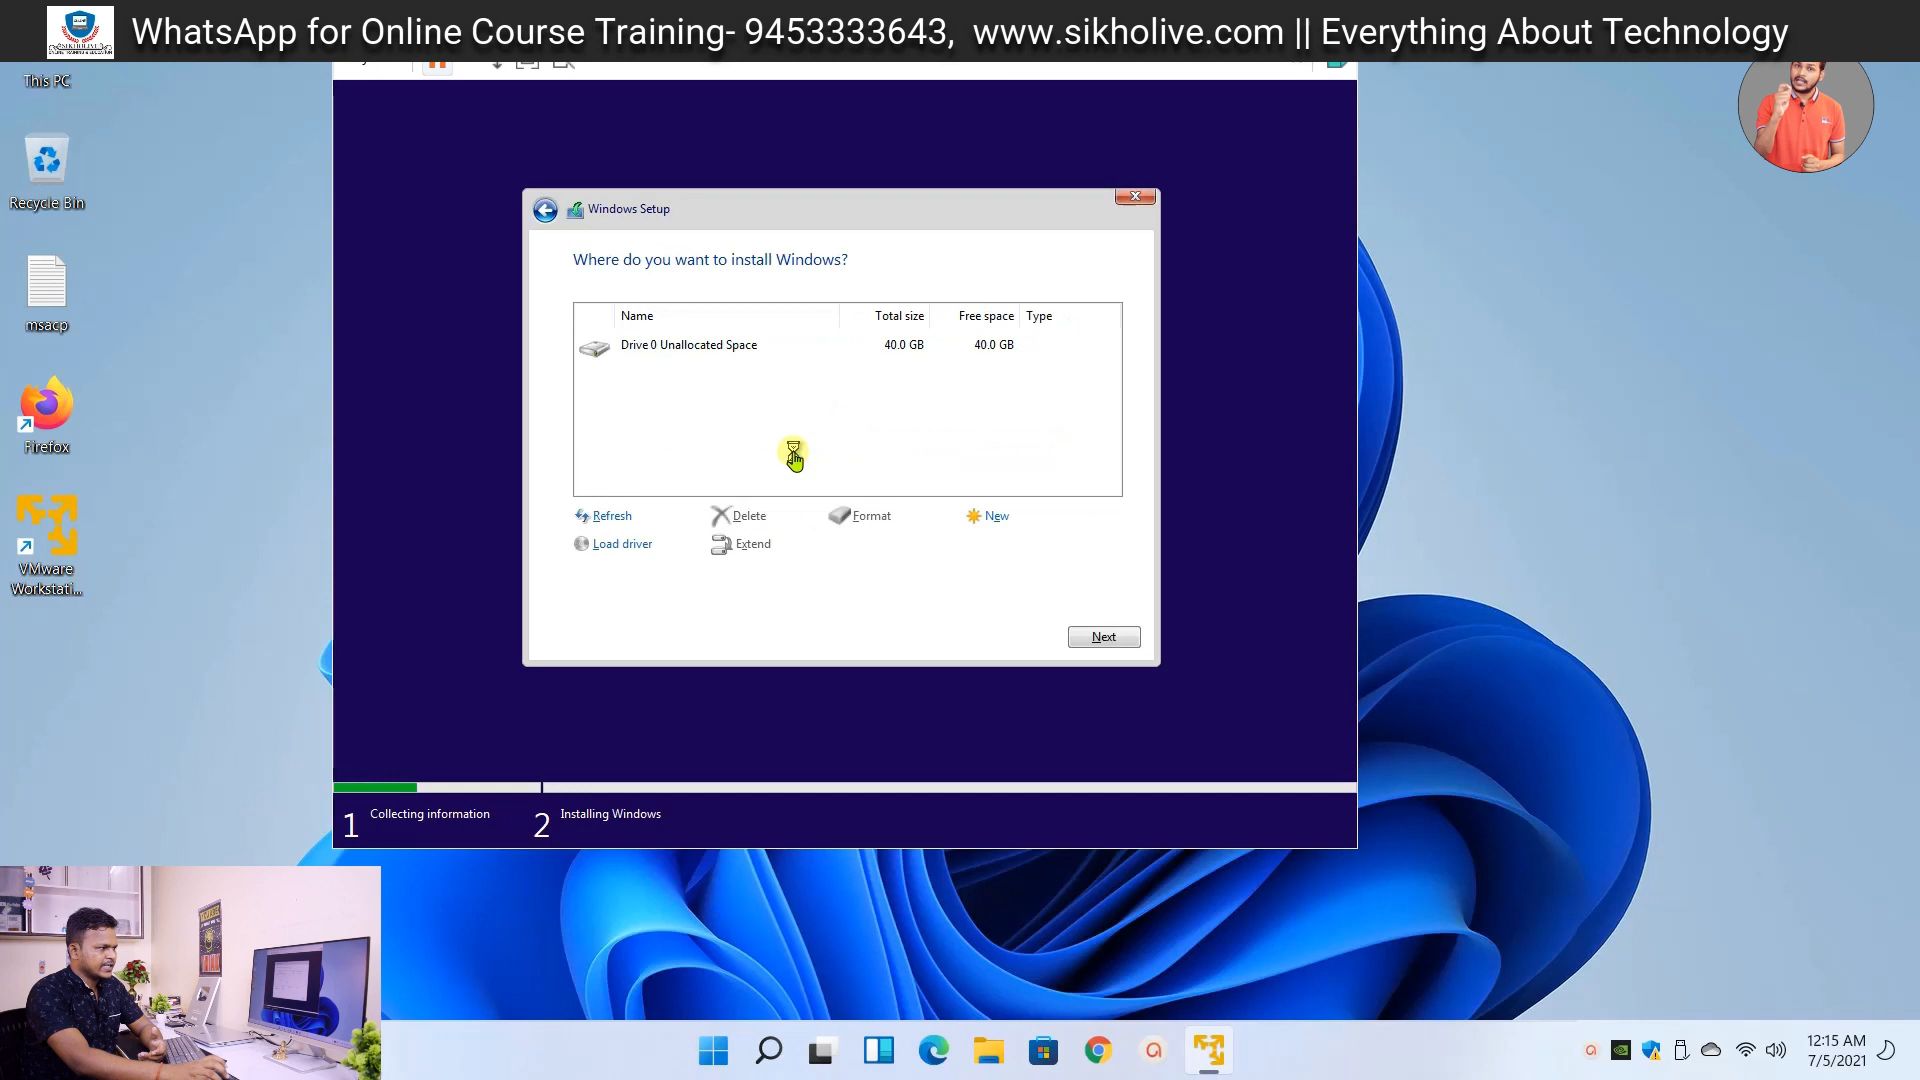 WhatsApp for Online Course Training- 9453333643,  www.sikholive.com || Everything About Technology
SIKHOLIVE
This PC
Recycle Bin
msacp
Firefox
VMware
Workstati...
Windows Setup
Where do you want to install Windows?
Name Total size Free space Type
Drive 0 Unallocated Space 40.0 GB 40.0 GB
Refresh Delete Format New
Load driver Extend
Next
1 Collecting information 2 Installing Windows
12:15 AM
7/5/2021